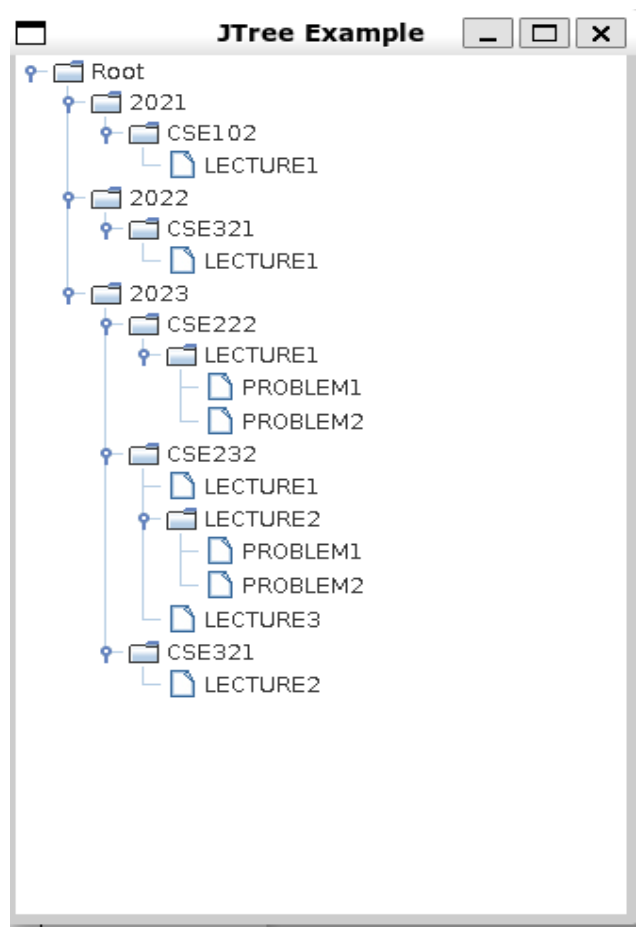 JTree Example
Root
2021
CSE102
LECTURE1
2022
CSE321
LECTURE1
2023
CSE222
LECTURE1
PROBLEM1
PROBLEM2
CSE232
LECTURE1
LECTURE2
PROBLEM1
PROBLEM2
LECTURE3
CSE321
LECTURE2